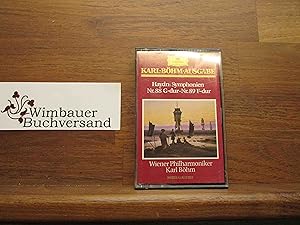 Wimbauer
Buchversand
KARL-BÖHM-AUSGABE
Haydn: Symphonien
Nr. 88 G-dur · Nr. 89 F-dur
Wiener Philharmoniker
Karl Böhm